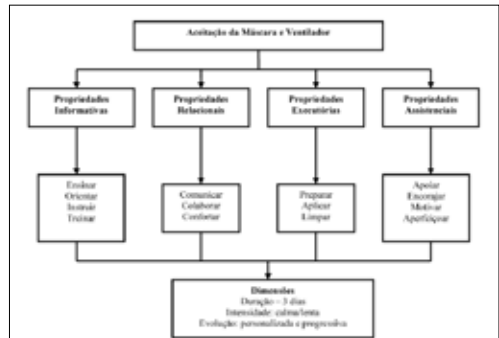 Aceitação da Máscara e Ventilador
Propriedades
Informativas
Propriedades
Relacionais
Propriedades
Executórias
Propriedades
Assistenciais
Ensinar
Orientar
Instruir
Treinar
Comunicar
Colaborar
Confortar
Preparar
Aplicar
Limpar
Apoiar
Encorajar
Motivar
Aperfeiçoar
Dimensões
Duração – 3 dias
Intensidade: calma/lenta
Evolução: personalizada e progressiva